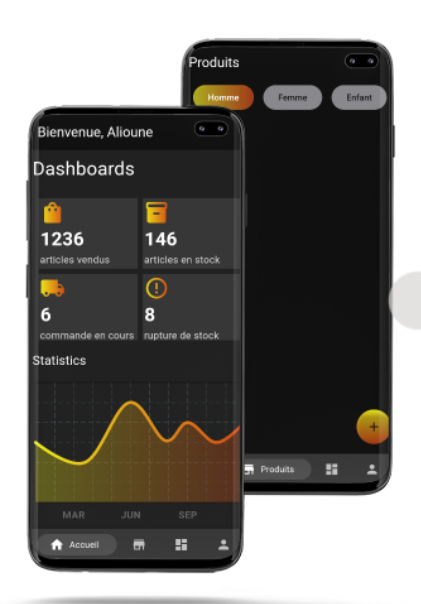 Produits
Homme Femme Enfant
Produits
Bienvenue, Alioune
Dashboards
1236
articles vendus
146
articles en stock
6
commande en cours
8
rupture de stock
Statistics
MAR JUN SEP
Accueil